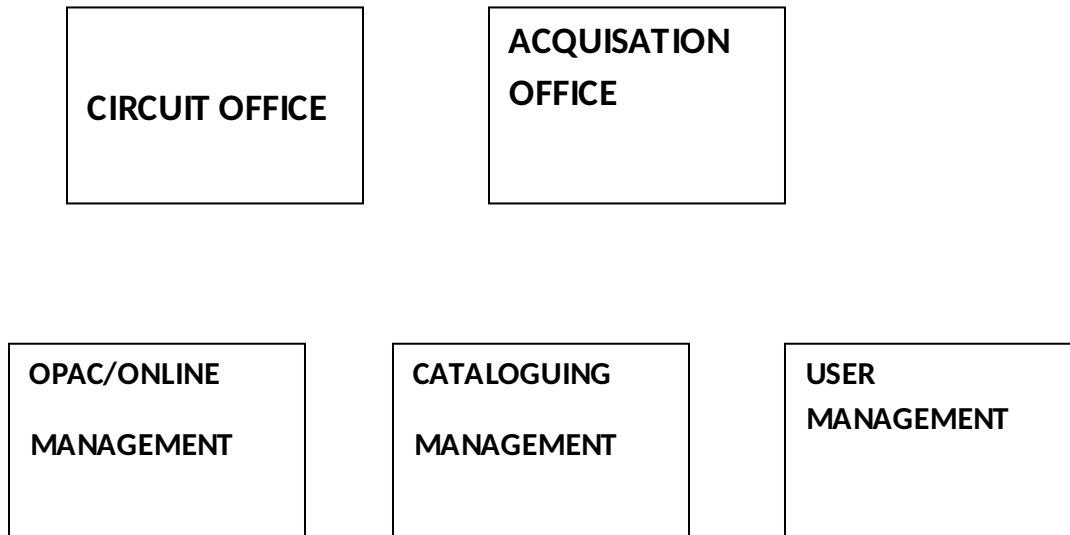 CIRCUIT OFFICE
ACQUISATION
OFFICE
OPAC/ONLINE
MANAGEMENT
CATALOGUING
MANAGEMENT
USER
MANAGEMENT